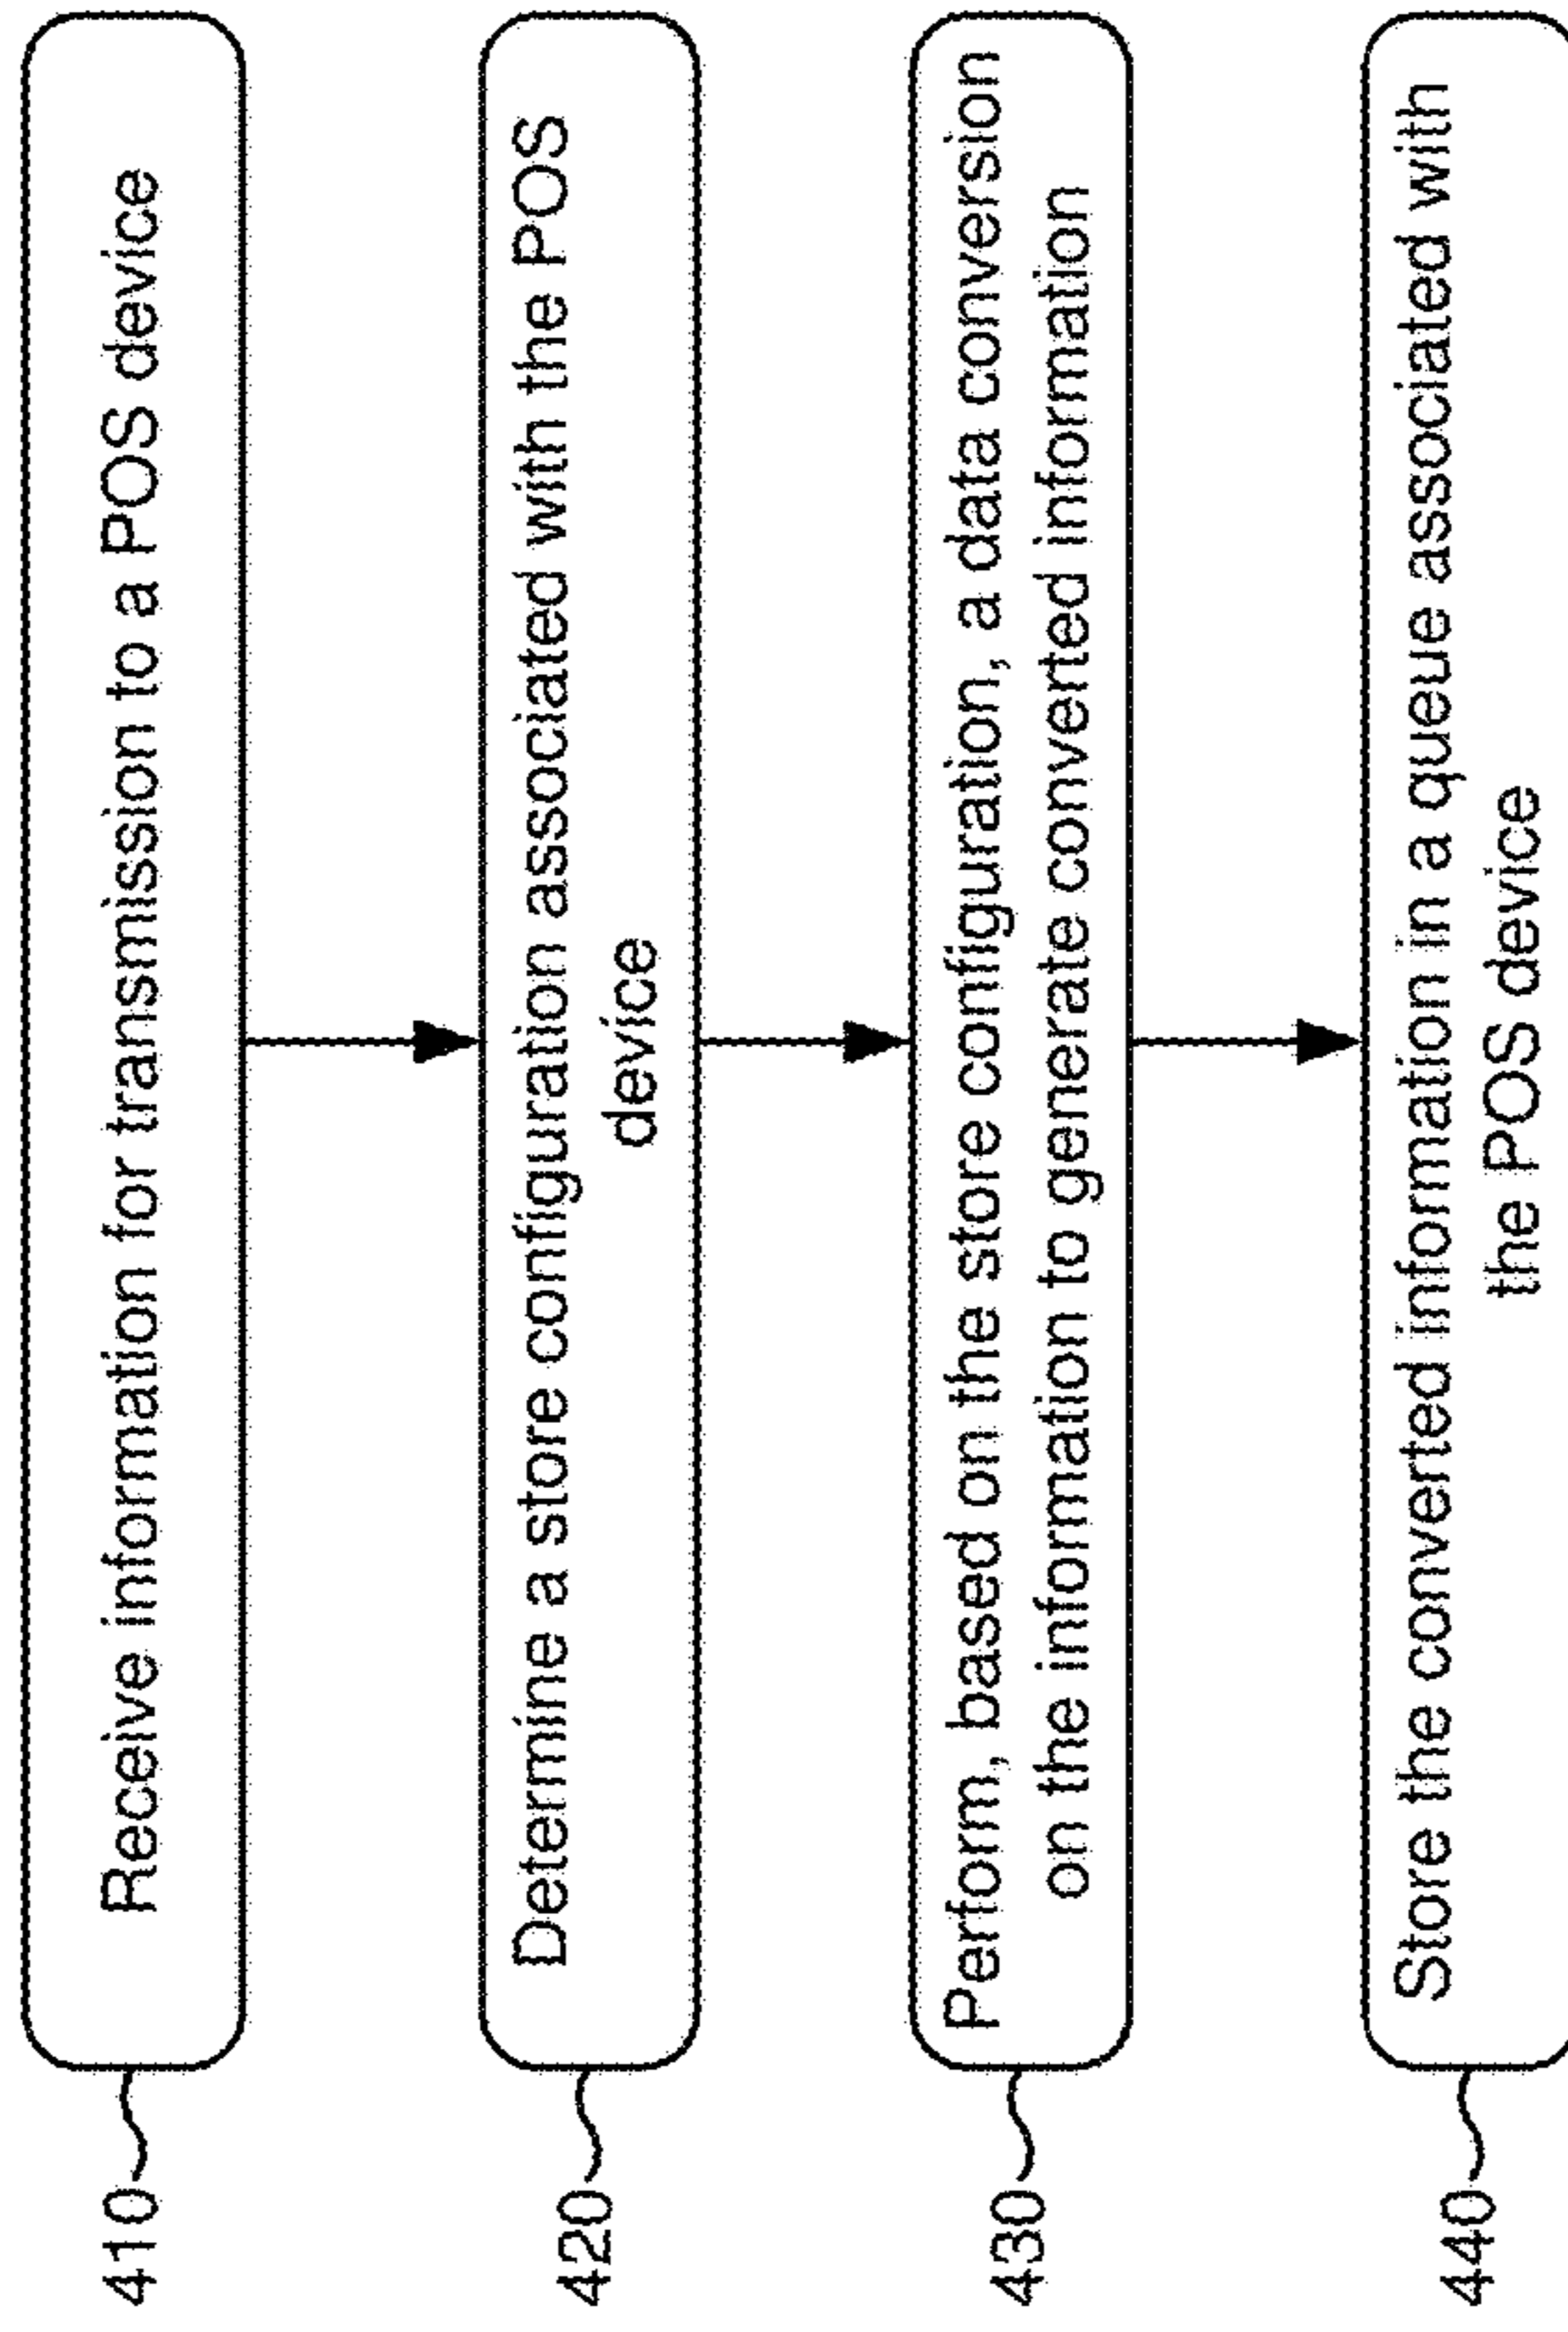 410
Receive information for transmission to a POS device
420
Determine a store configuration associated with the POS
device
430
Perform, based on the store configuration, a data conversion
on the information to generate converted information
440
Store the converted information in a queue associated with
the POS device